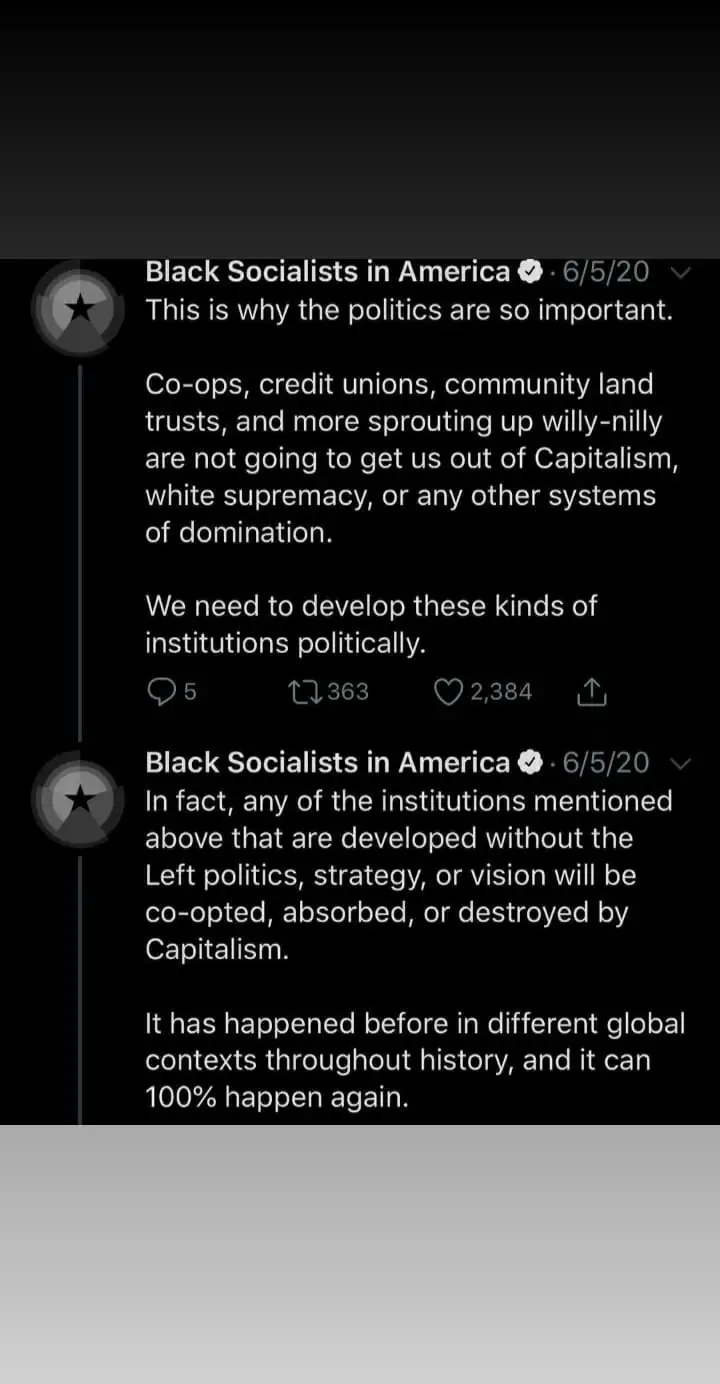 Black Socialists in America · 6/5/20
This is why the politics are so important.
Co-ops, credit unions, community land
trusts, and more sprouting up willy-nilly
are not going to get us out of Capitalism,
white supremacy, or any other systems
of domination.
We need to develop these kinds of
institutions politically.
5 363 2,384
Black Socialists in America · 6/5/20
In fact, any of the institutions mentioned
above that are developed without the
Left politics, strategy, or vision will be
co-opted, absorbed, or destroyed by
Capitalism.
It has happened before in different global
contexts throughout history, and it can
100% happen again.